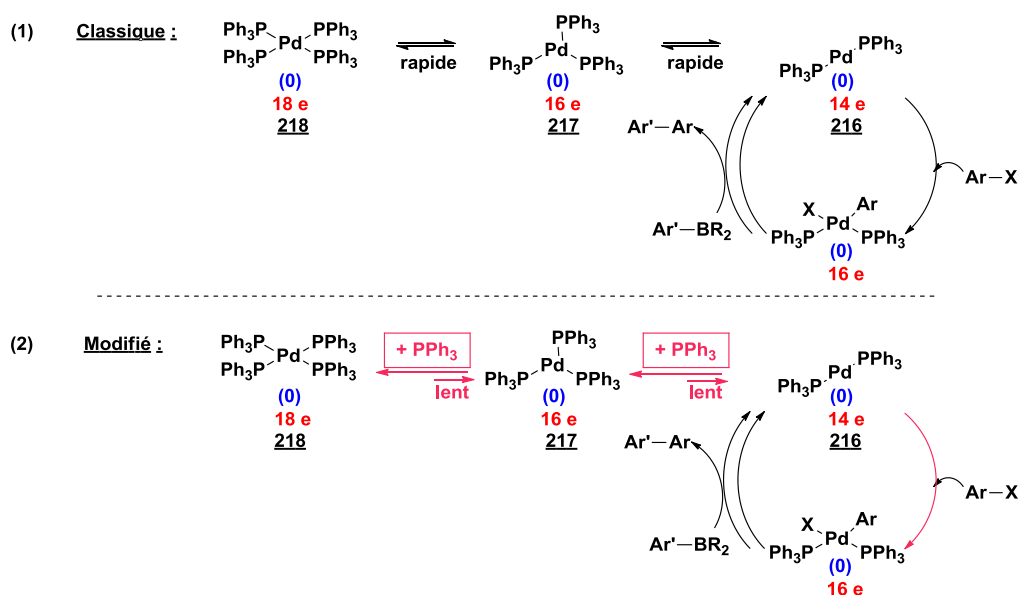 (1) Classique :
Ph3P PPh3 PPh3 PPh3
Pd rapide Pd rapide Pd
Ph3P PPh3 Ph3P PPh3 Ph3P
(0) (0) (0)
18 e 16 e 14 e
218 217 216
Ar'—Ar
Ar—X
X Ar
Ar'—BR2 Ph3P Pd PPh3
(0)
16 e
(2) Modifié :
+ PPh3 + PPh3
Ph3P PPh3 PPh3 PPh3
Pd Pd Pd
Ph3P PPh3 lent Ph3P PPh3 lent Ph3P
(0) (0) (0)
18 e 16 e 14 e
218 217 216
Ar'—Ar
Ar—X
X Ar
Ar'—BR2 Ph3P Pd PPh3
(0)
16 e